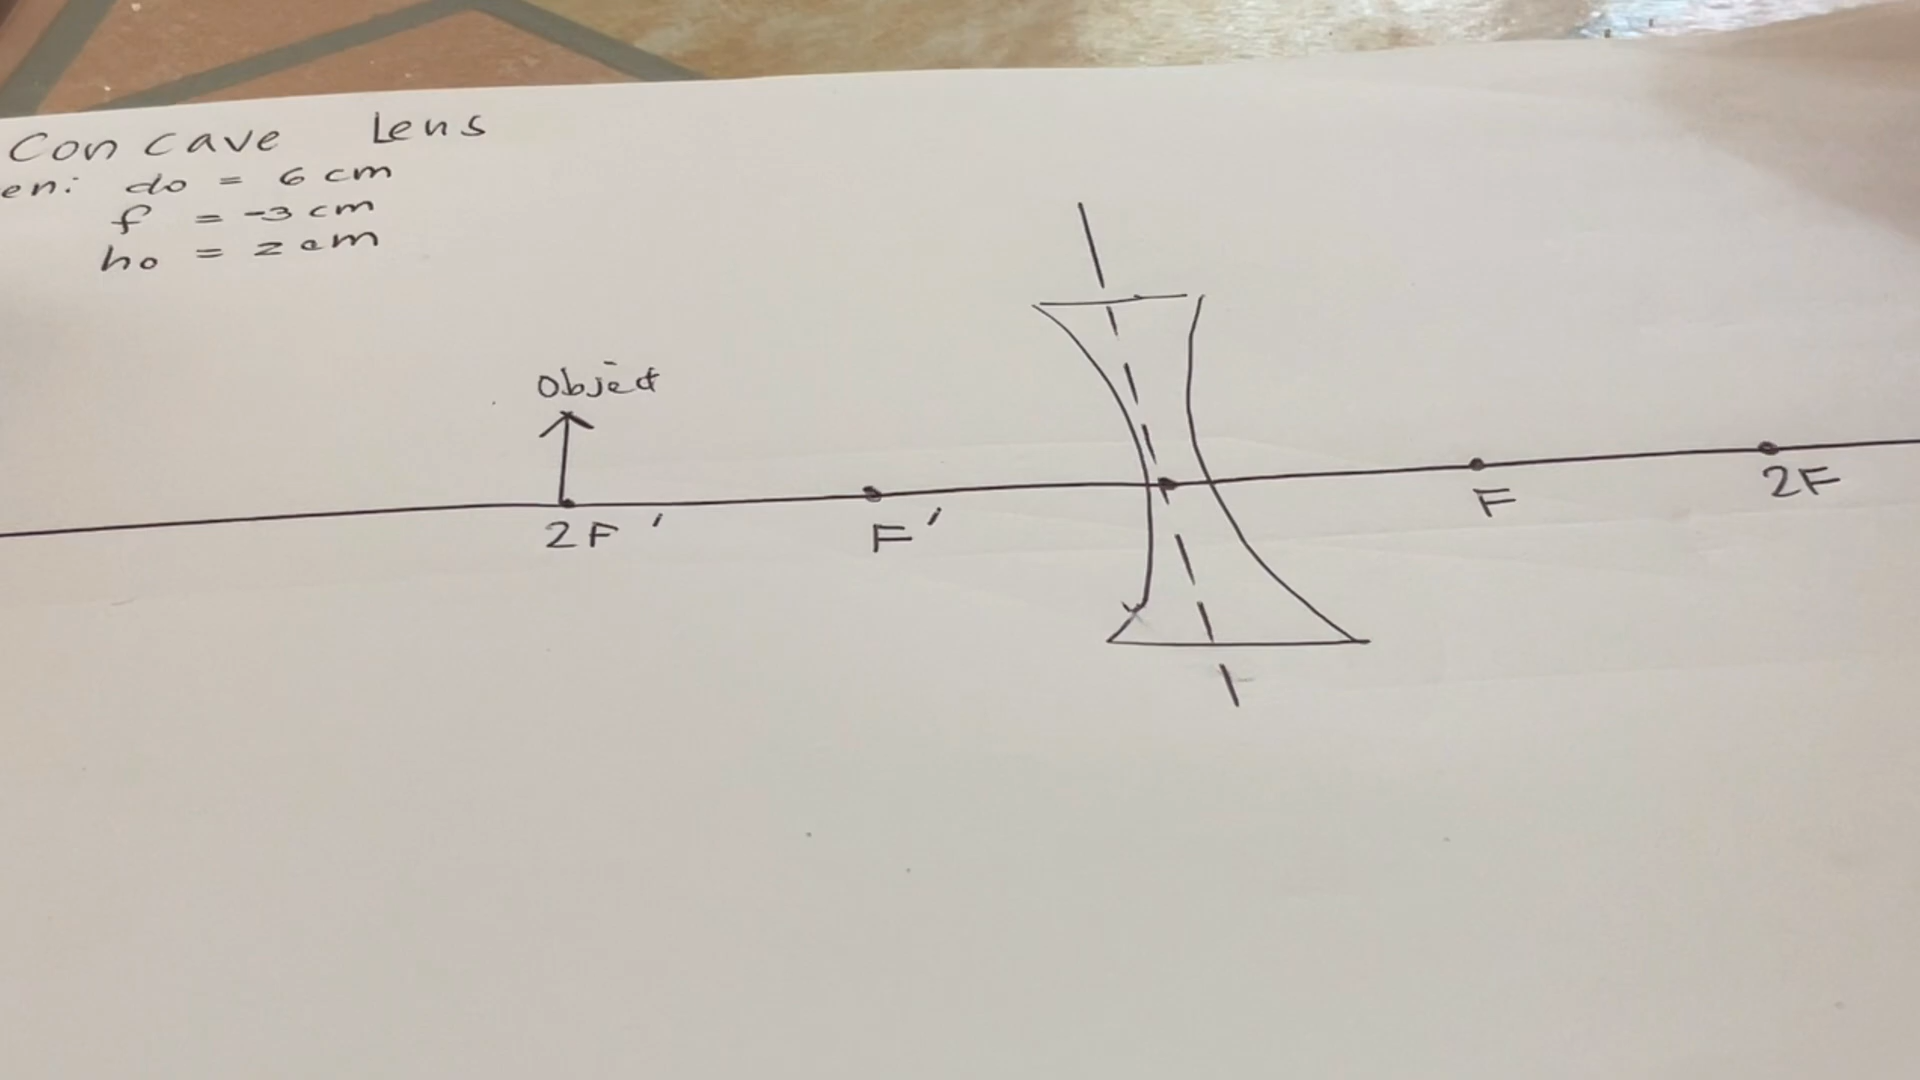 Concave Lens
en: do = 6 cm
f = -3 cm
ho = 2 cm
Object
2F'
F'
F
2F